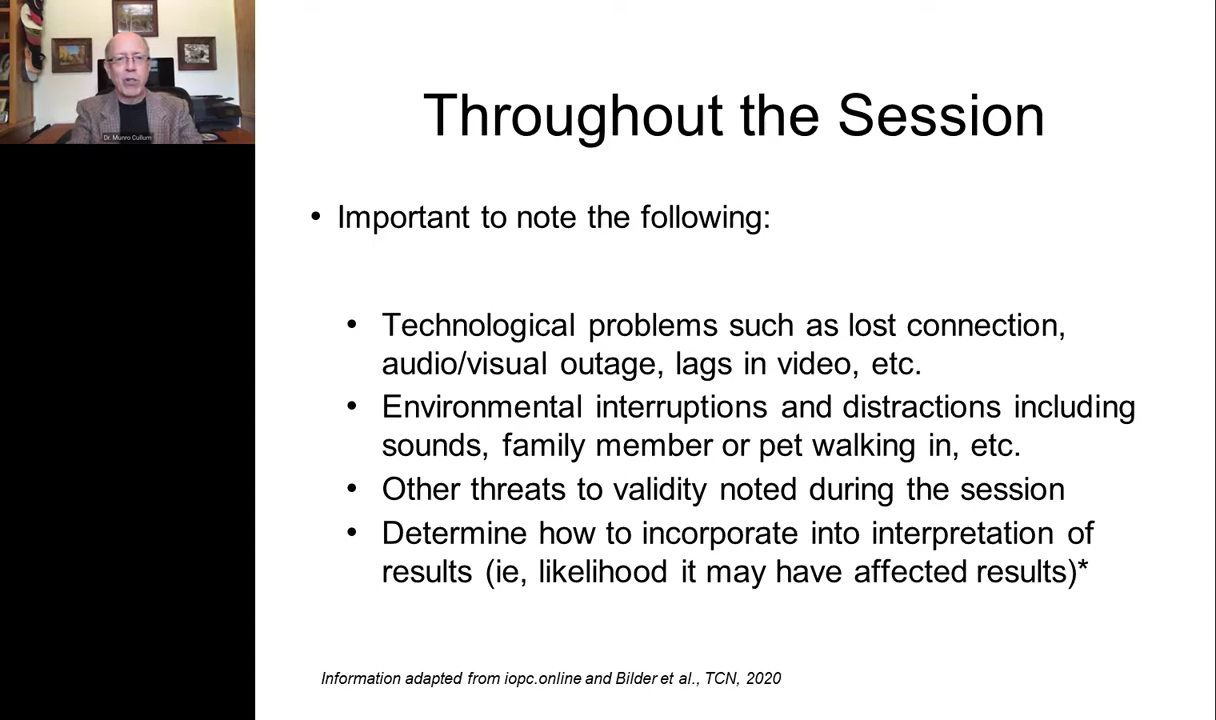 Dr. Munro Cullum
Throughout the Session
• Important to note the following:
• Technological problems such as lost connection,
audio/visual outage, lags in video, etc.
• Environmental interruptions and distractions including
sounds, family member or pet walking in, etc.
• Other threats to validity noted during the session
• Determine how to incorporate into interpretation of
results (ie, likelihood it may have affected results)*
Information adapted from iopc.online and Bilder et al., TCN, 2020